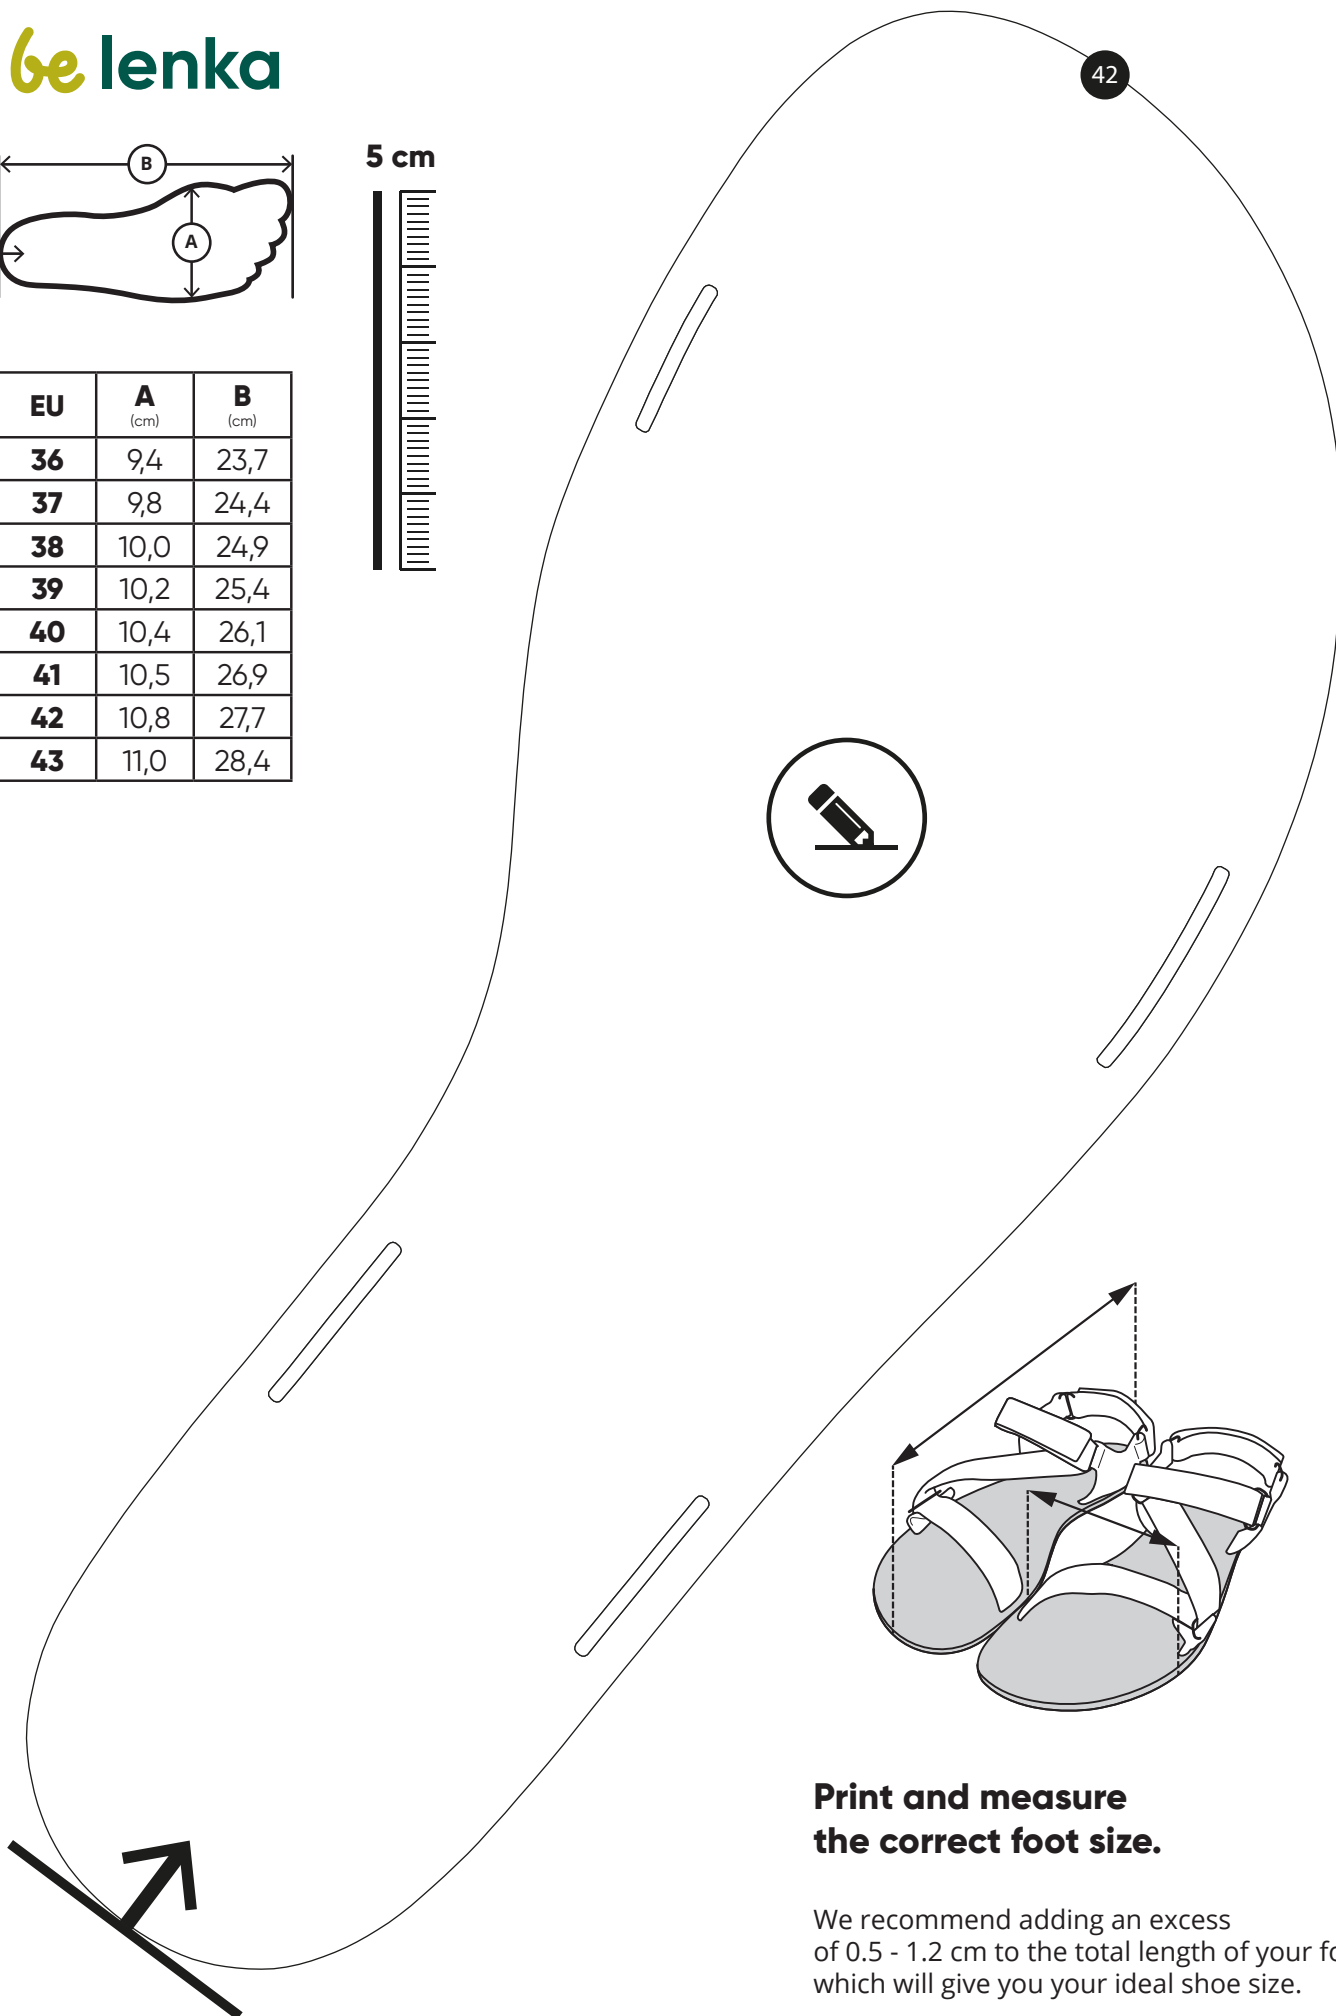 be lenka
42
B
5 cm
A
EU A B
(cm) (cm)
36 9,4 23,7
37 9,8 24,4
38 10,0 24,9
39 10,2 25,4
40 10,4 26,1
41 10,5 26,9
42 10,8 27,7
43 11,0 28,4
Print and measure
the correct foot size.
We recommend adding an excess
of 0.5 - 1.2 cm to the total length of your
which will give you your ideal shoe size.